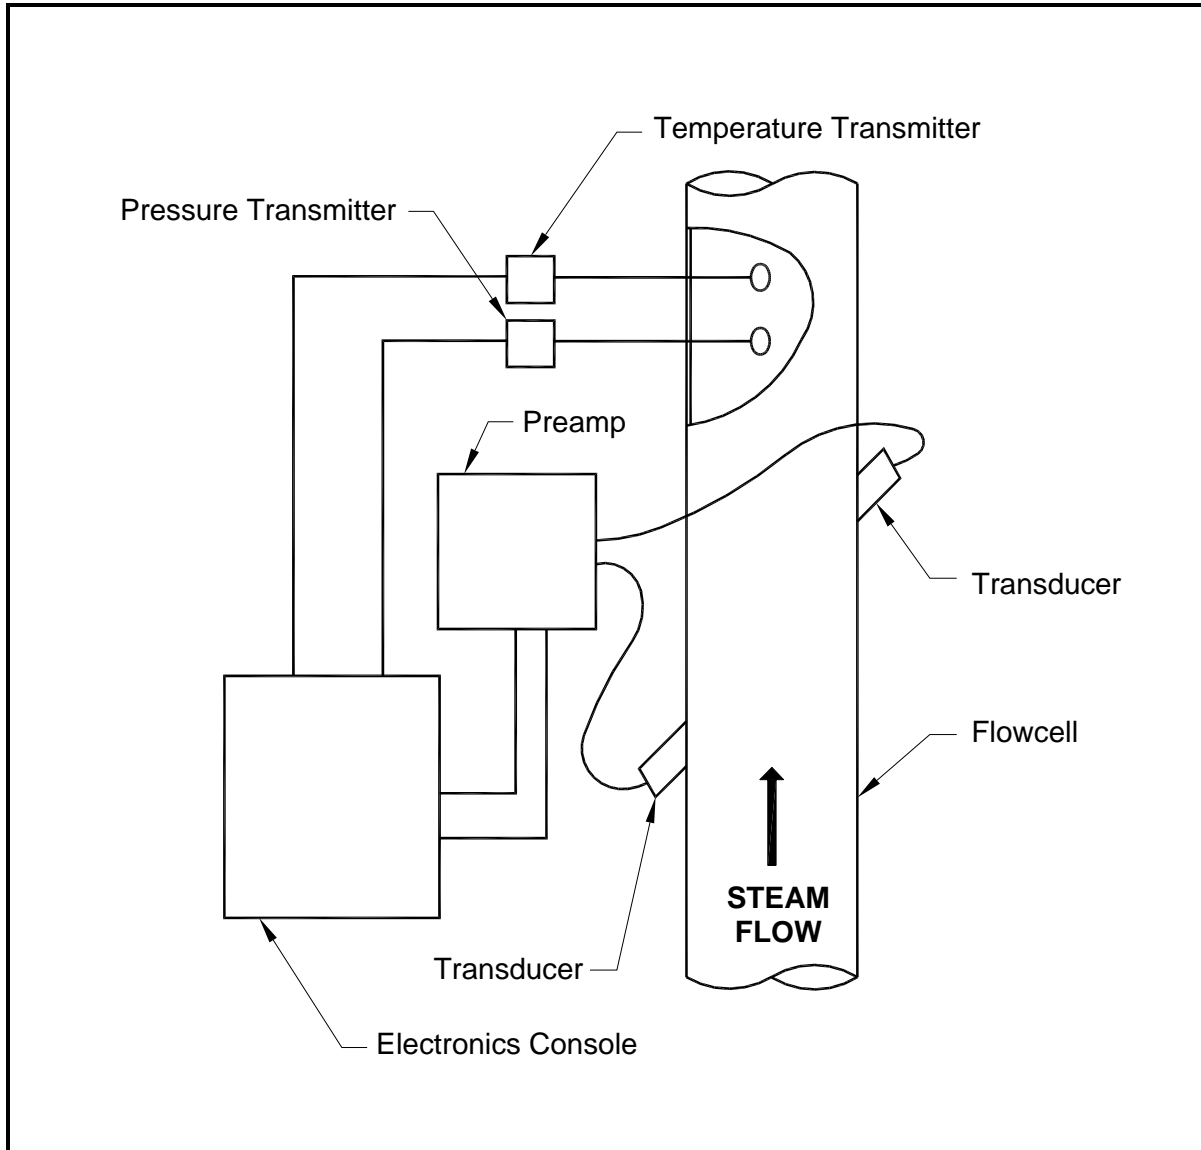 Temperature Transmitter
Pressure Transmitter
Preamp
Transducer
Flowcell
STEAM
FLOW
Transducer
Electronics Console